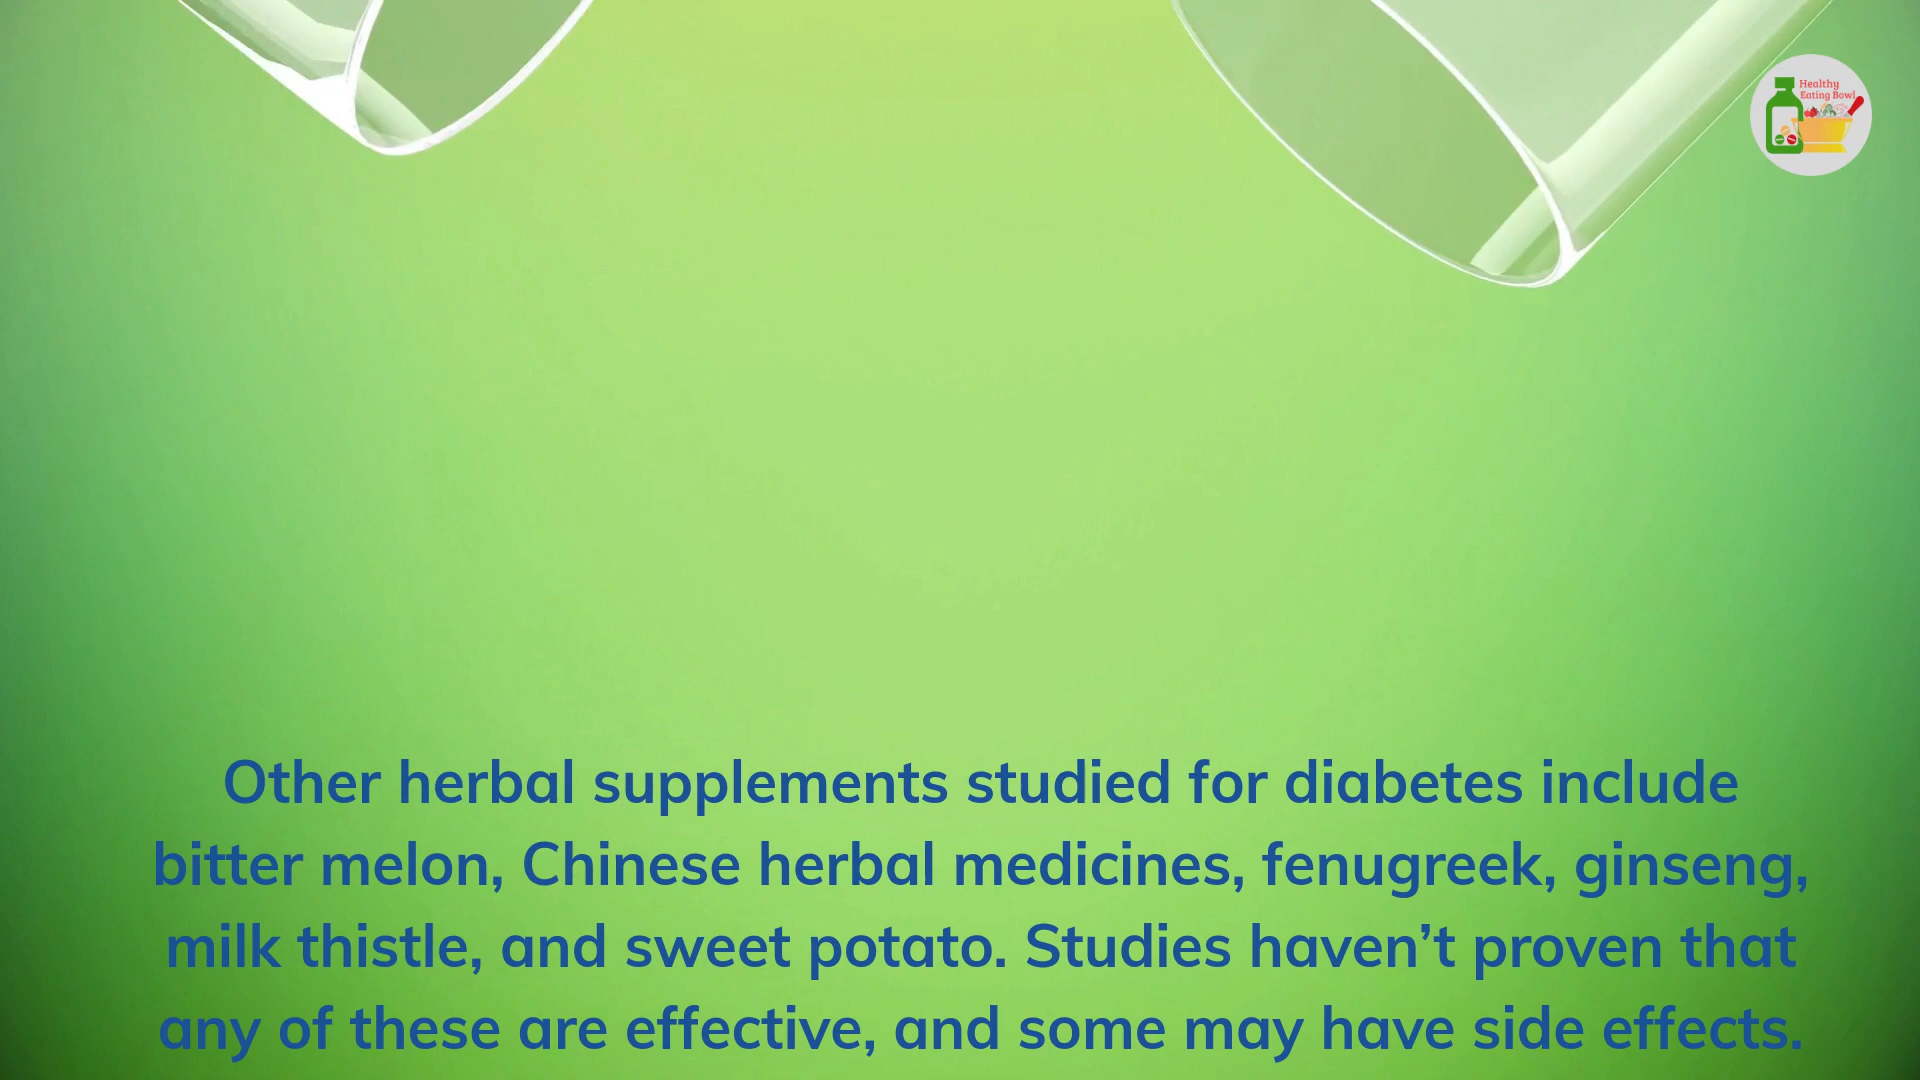 Healthy
Eating Bowl
Other herbal supplements studied for diabetes include
bitter melon, Chinese herbal medicines, fenugreek, ginseng,
milk thistle, and sweet potato. Studies haven’t proven that
any of these are effective, and some may have side effects.